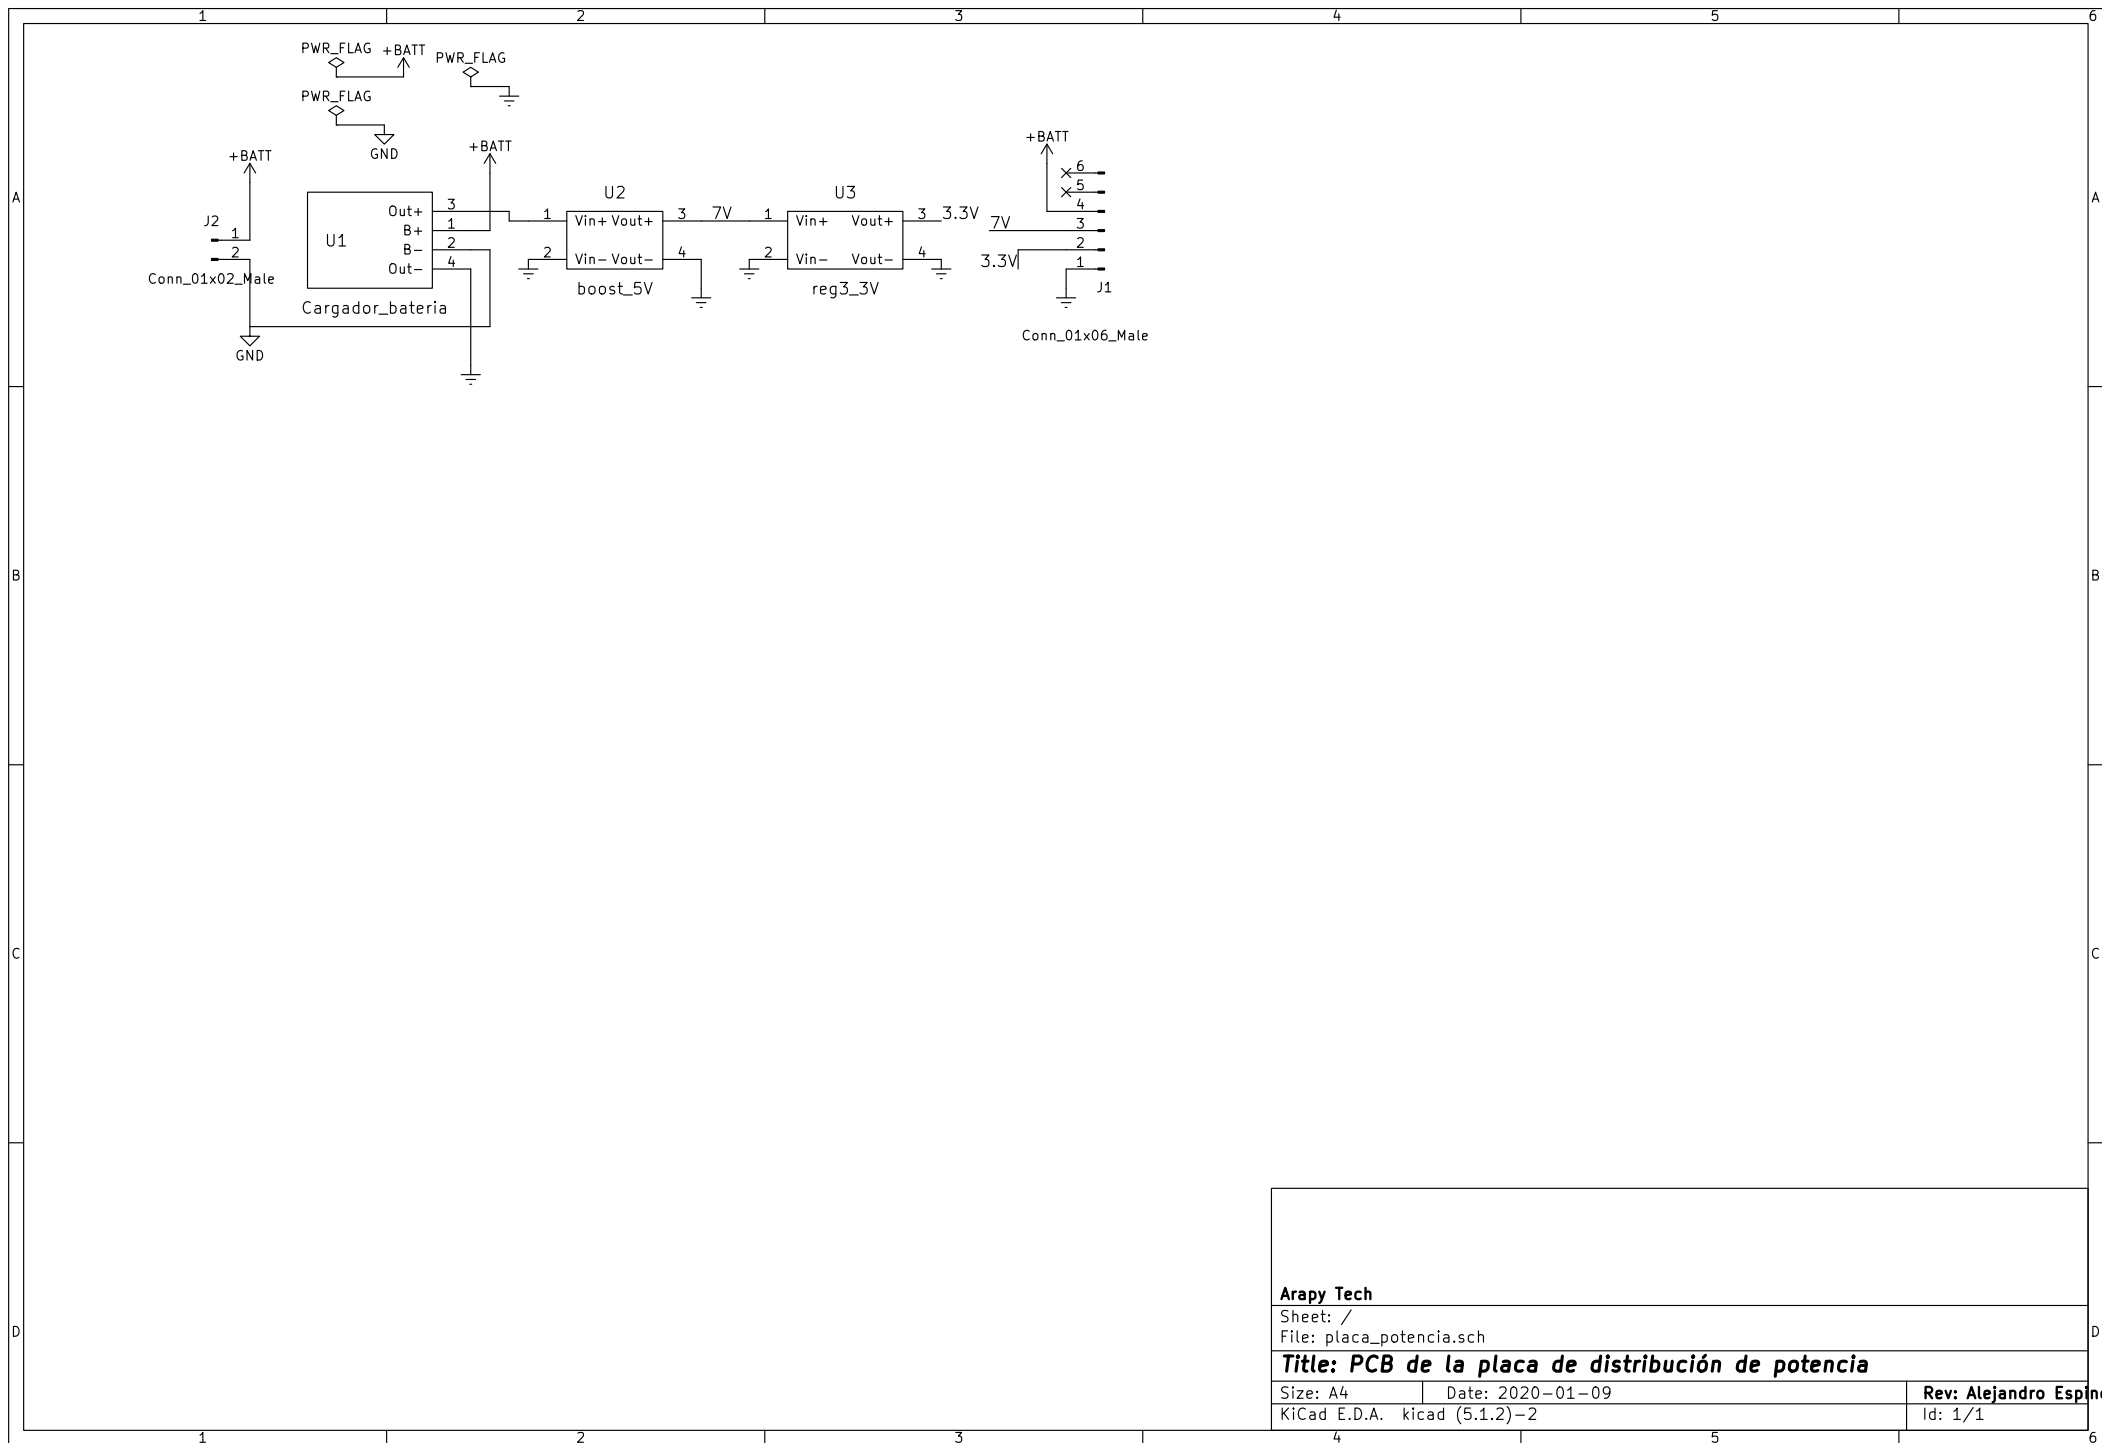 1 2 3 4 5 6
PWR_FLAG +BATT PWR_FLAG
PWR_FLAG
GND
+BATT
+BATT
+BATT
A
A
J2
1
2
Conn_01x02_Male
GND
U1
Out+ 3
B+ 1
B- 2
Out- 4
Cargador_bateria
U2
1 Vin+ Vout+ 3 7V
2 Vin- Vout- 4
boost_5V
U3
1 Vin+ Vout+ 3 3.3V
2 Vin- Vout- 4
reg3_3V
6
5
4
7V 3
2
3.3V 1
J1
Conn_01x06_Male
B
B
C
C
D
D
Arapy Tech
Sheet: /
File: placa_potencia.sch
Title: PCB de la placa de distribución de potencia
Size: A4 Date: 2020-01-09 Rev: Alejandro Espin
KiCad E.D.A. kicad (5.1.2)-2 Id: 1/1
1 2 3 4 5 6